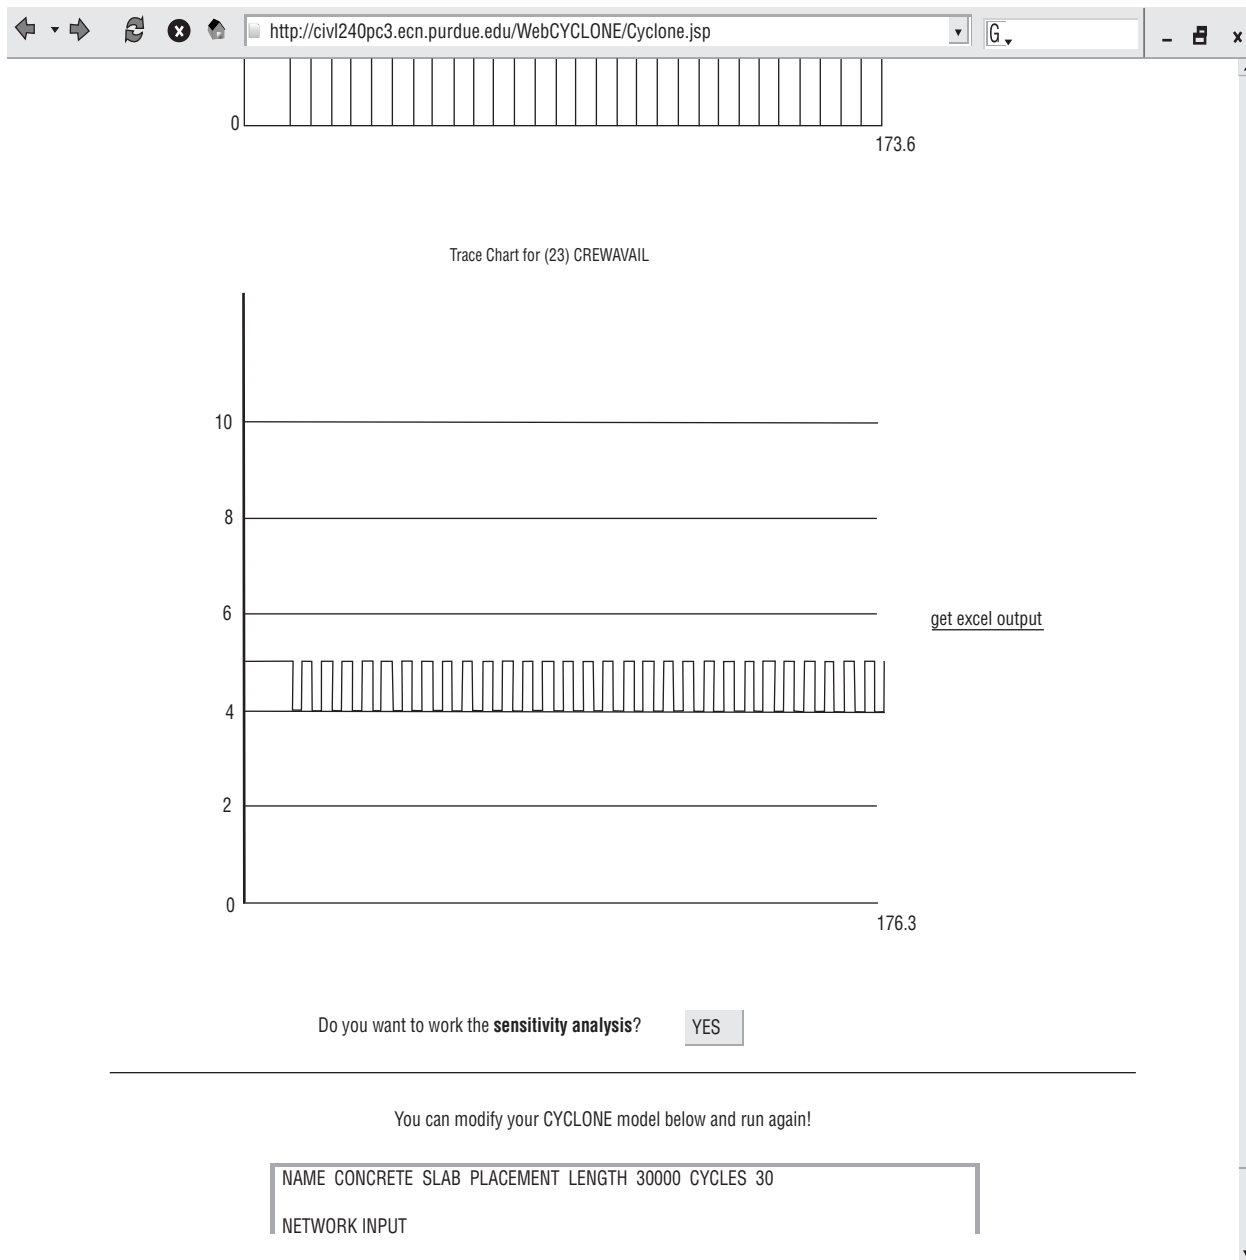 http://civl240pc3.ecn.purdue.edu/WebCYCLONE/Cyclone.jsp
G
0
173.6
Trace Chart for (23) CREWAVAIL
10
8
6
get excel output
4
2
0
176.3
Do you want to work the sensitivity analysis?
YES
You can modify your CYCLONE model below and run again!
NAME CONCRETE SLAB PLACEMENT LENGTH 30000 CYCLES 30
NETWORK INPUT